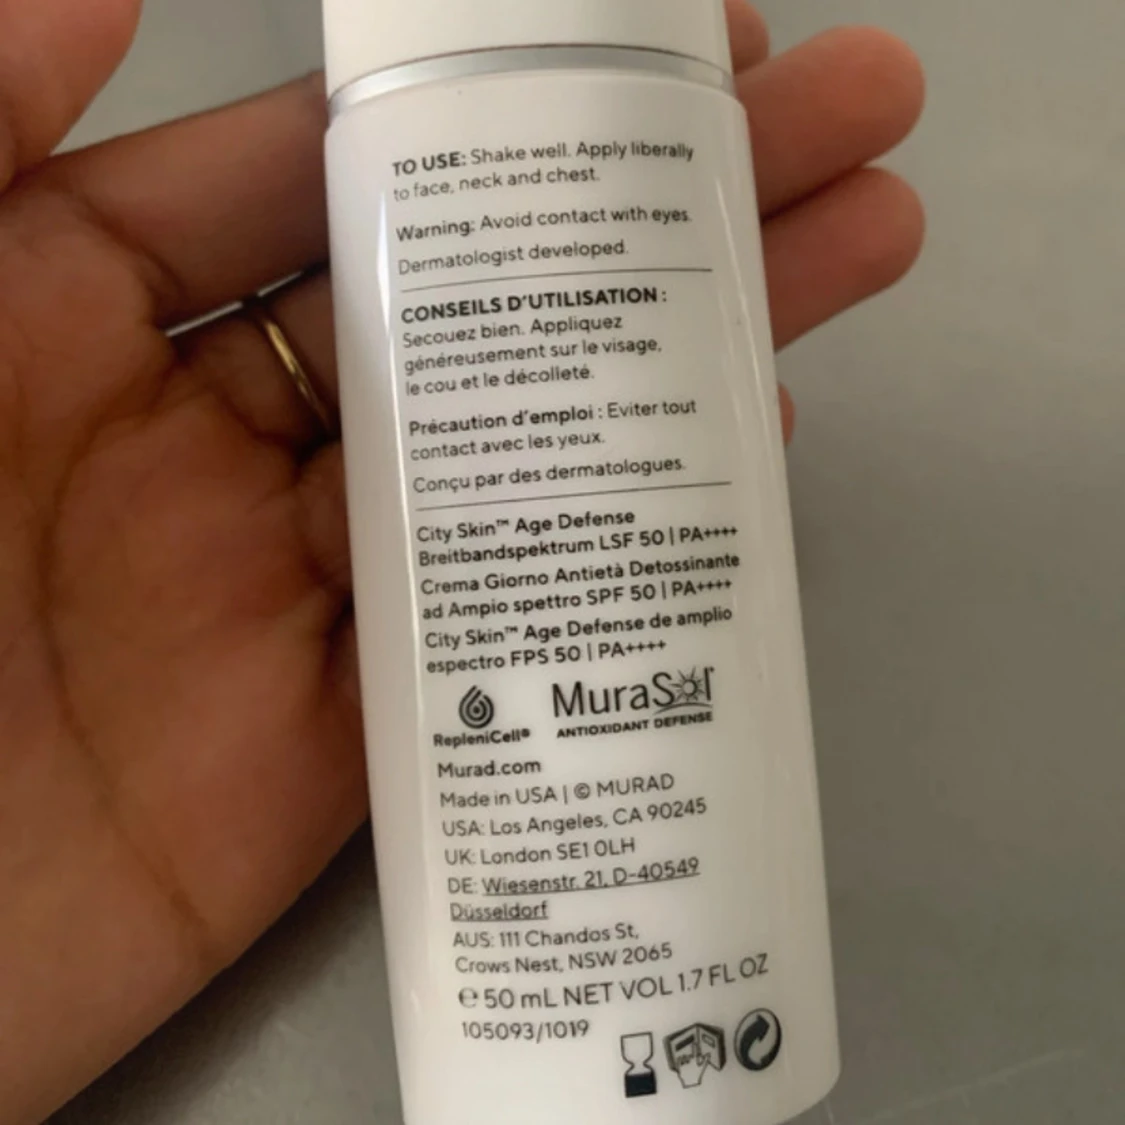 TO USE: Shake well. Apply liberally
to face, neck and chest.
Warning: Avoid contact with eyes.
Dermatologist developed.
CONSEILS D'UTILISATION :
Secouez bien. Appliquez
généreusement sur le visage,
le cou et le décolleté.
Précaution d'emploi : Eviter tout
contact avec les yeux.
Conçu par des dermatologues.
City Skin™ Age Defense
Breitbandspektrum LSF 50 | PA++++
Crema Giorno Antietà Detossinante
ad Ampio spettro SPF 50 | PA++++
City Skin™ Age Defense de amplio
espectro FPS 50 | PA++++
RepleniCell®
MuraSol
ANTIOXIDANT DEFENSE
Murad.com
Made in USA | © MURAD
USA: Los Angeles, CA 90245
UK: London SE1 0LH
DE: Wiesenstr. 21, D-40549
Düsseldorf
AUS: 111 Chandos St,
Crows Nest, NSW 2065
℮ 50 mL NET VOL 1.7 FL OZ
105093/1019